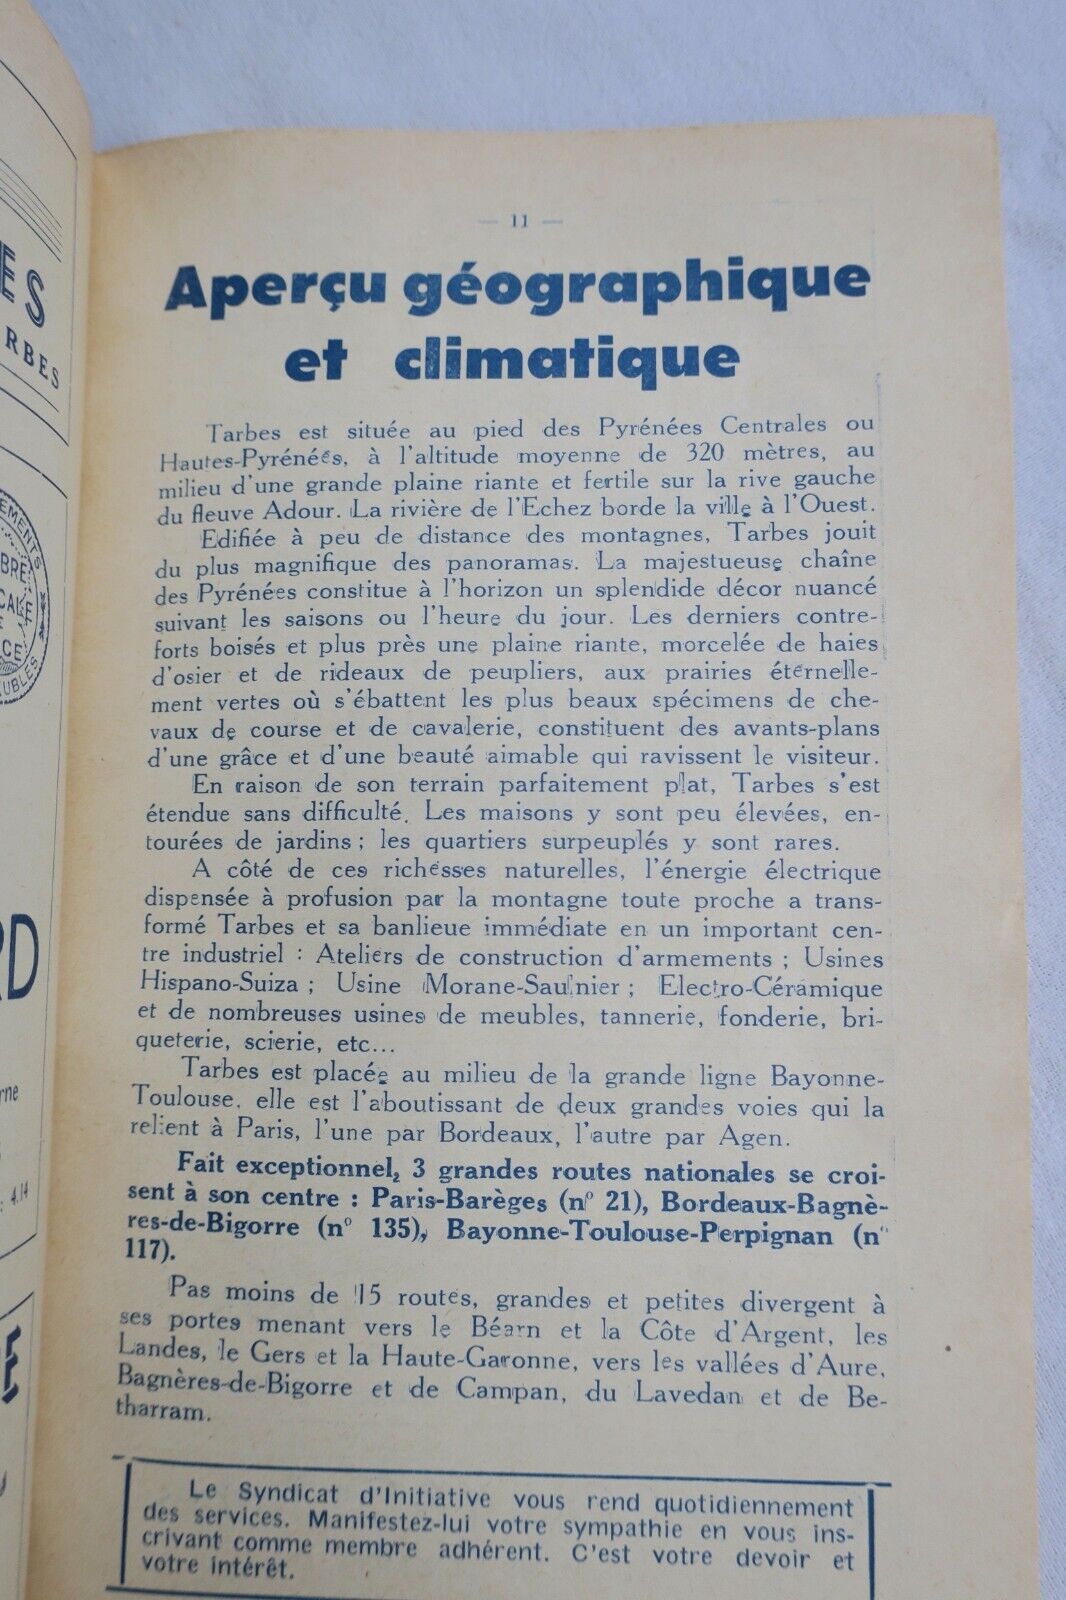 — 11 —
Aperçu géographique
et climatique
Tarbes est située au pied des Pyrénées Centrales ou
Hautes-Pyrénées, à l'altitude moyenne de 320 mètres, au
milieu d'une grande plaine riante et fertile sur la rive gauche
du fleuve Adour. La rivière de l'Echez borde la ville à l'Ouest.
Edifiée à peu de distance des montagnes, Tarbes jouit
du plus magnifique des panoramas. La majestueuse chaîne
des Pyrénées constitue à l'horizon un splendide décor nuancé
suivant les saisons ou l'heure du jour. Les derniers contre-
forts boisés et plus près une plaine riante, morcelée de haies
d'osier et de rideaux de peupliers, aux prairies éternelle-
ment vertes où s'ébattent les plus beaux spécimens de che-
vaux de course et de cavalerie, constituent des avants-plans
d'une grâce et d'une beauté aimable qui ravissent le visiteur.
En raison de son terrain parfaitement plat, Tarbes s'est
étendue sans difficulté. Les maisons y sont peu élevées, en-
tourées de jardins ; les quartiers surpeuplés y sont rares.
A côté de ces richesses naturelles, l'énergie électrique
dispensée à profusion par la montagne toute proche a trans-
formé Tarbes et sa banlieue immédiate en un important cen-
tre industriel : Ateliers de construction d'armements ; Usines
Hispano-Suiza ; Usine Morane-Saulnier ; Electro-Céramique
et de nombreuses usines de meubles, tannerie, fonderie, bri-
queterie, scierie, etc...
Tarbes est placée au milieu de la grande ligne Bayonne-
Toulouse, elle est l'aboutissant de deux grandes voies qui la
relient à Paris, l'une par Bordeaux, l'autre par Agen.
Fait exceptionnel, 3 grandes routes nationales se croi-
sent à son centre : Paris-Barèges (n° 21), Bordeaux-Bagnè-
res-de-Bigorre (n° 135), Bayonne-Toulouse-Perpignan (n°
117).
Pas moins de 15 routes, grandes et petites divergent à
ses portes menant vers le Béarn et la Côte d'Argent, les
Landes, le Gers et la Haute-Garonne, vers les vallées d'Aure,
Bagnères-de-Bigorre et de Campan, du Lavedan et de Be-
tharram.
Le Syndicat d'Initiative vous rend quotidiennement
des services. Manifestez-lui votre sympathie en vous ins-
crivant comme membre adhérent. C'est votre devoir et
votre intérêt.